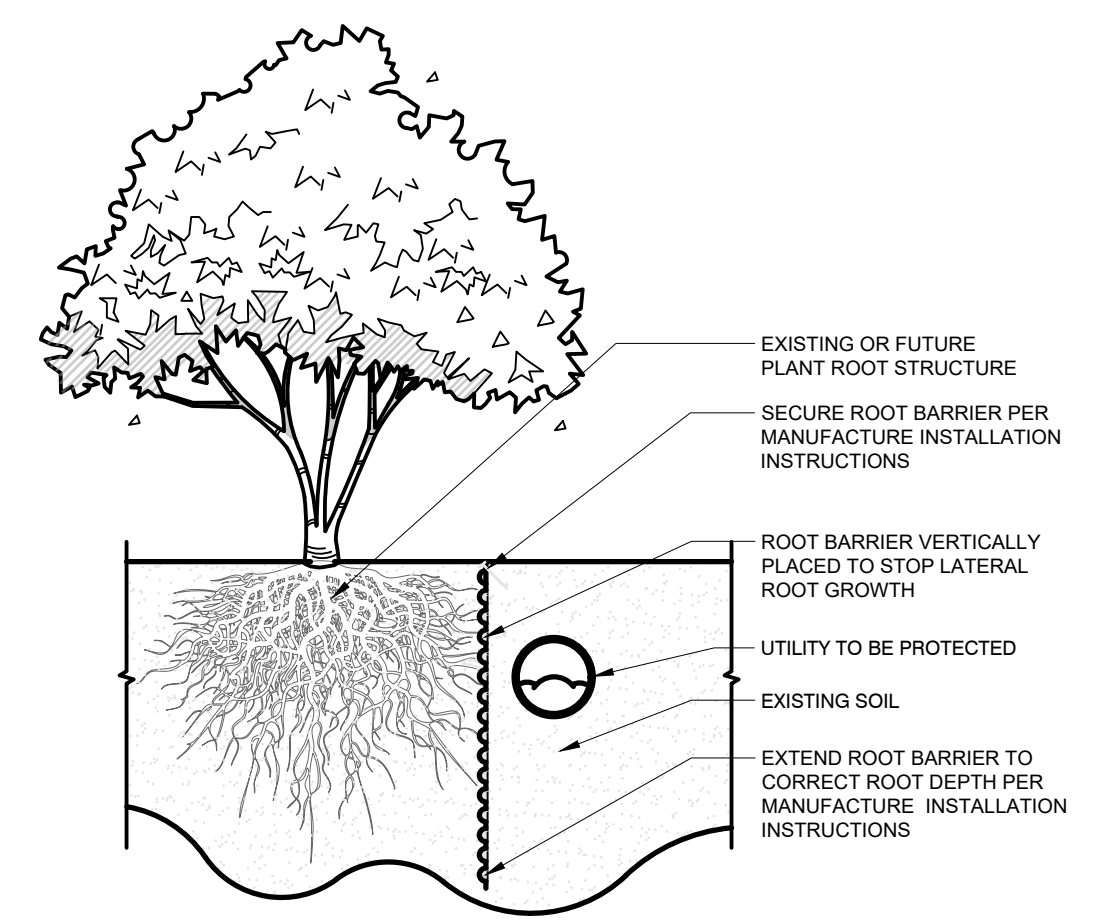 EXISTING OR FUTURE
PLANT ROOT STRUCTURE
SECURE ROOT BARRIER PER
MANUFACTURE INSTALLATION
INSTRUCTIONS
ROOT BARRIER VERTICALLY
PLACED TO STOP LATERAL
ROOT GROWTH
UTILITY TO BE PROTECTED
EXISTING SOIL
EXTEND ROOT BARRIER TO
CORRECT ROOT DEPTH PER
MANUFACTURE INSTALLATION
INSTRUCTIONS